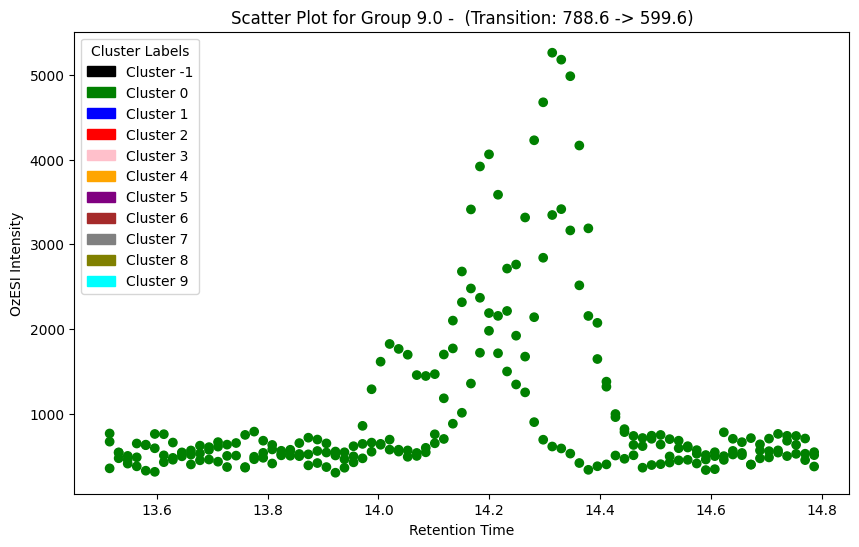 Scatter Plot for Group 9.0 -  (Transition: 788.6 -> 599.6)
Cluster Labels
Cluster -1
Cluster 0
Cluster 1
Cluster 2
Cluster 3
Cluster 4
Cluster 5
Cluster 6
Cluster 7
Cluster 8
Cluster 9
OzESI Intensity
5000
4000
3000
2000
1000
13.6 13.8 14.0 14.2 14.4 14.6 14.8
Retention Time